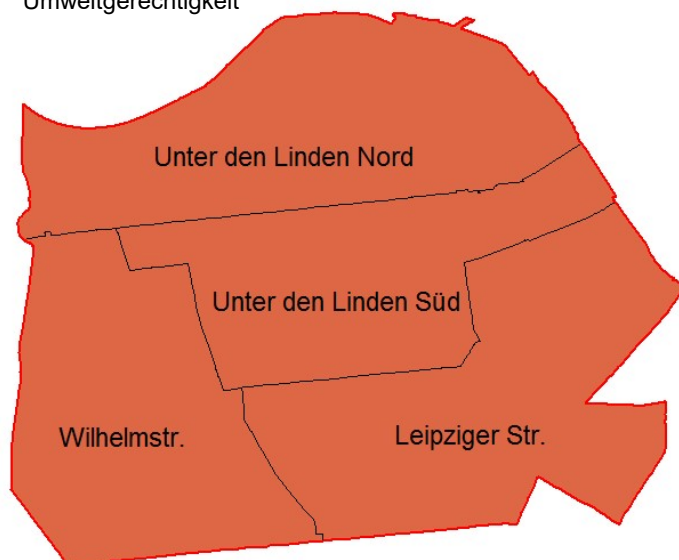 Umweltgerechtigkeit
Unter den Linden Nord
Unter den Linden Süd
Wilhelmstr.
Leipziger Str.